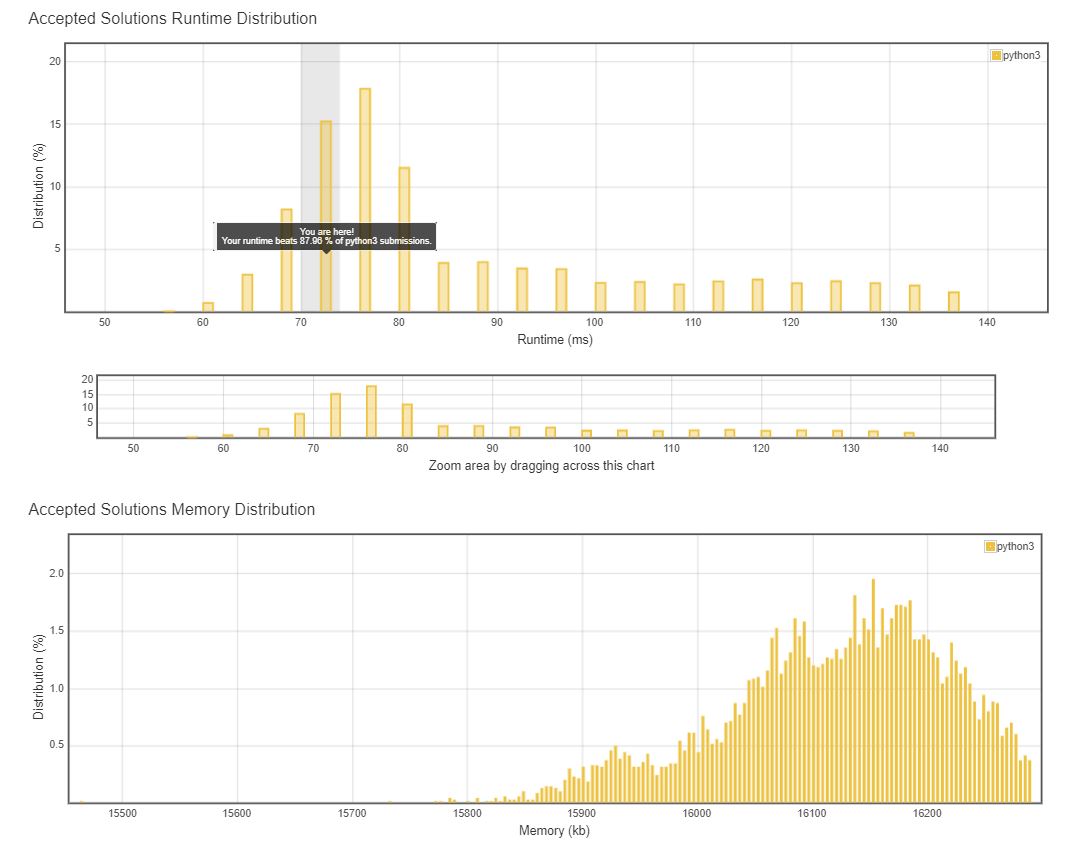 Accepted Solutions Runtime Distribution
python3
20
15
10
5
Distribution (%)
You are here!
Your runtime beats 87.96 % of python3 submissions.
50 60 70 80 90 100 110 120 130 140
Runtime (ms)
20
15
10
5
50 60 70 80 90 100 110 120 130 140
Zoom area by dragging across this chart
Accepted Solutions Memory Distribution
python3
2.0
1.5
1.0
0.5
Distribution (%)
15500 15600 15700 15800 15900 16000 16100 16200
Memory (kb)